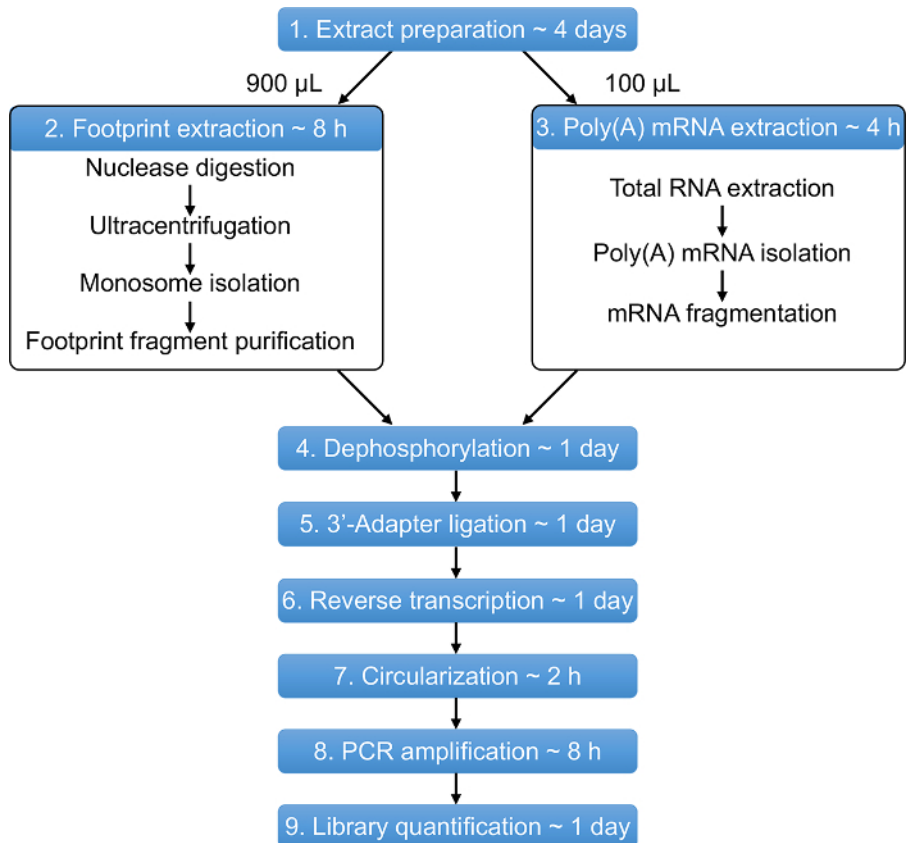 1. Extract preparation ~ 4 days
900 µL
100 µL
2. Footprint extraction ~ 8 h
Nuclease digestion
Ultracentrifugation
Monosome isolation
Footprint fragment purification
3. Poly(A) mRNA extraction ~ 4 h
Total RNA extraction
Poly(A) mRNA isolation
mRNA fragmentation
4. Dephosphorylation ~ 1 day
5. 3’-Adapter ligation ~ 1 day
6. Reverse transcription ~ 1 day
7. Circularization ~ 2 h
8. PCR amplification ~ 8 h
9. Library quantification ~ 1 day